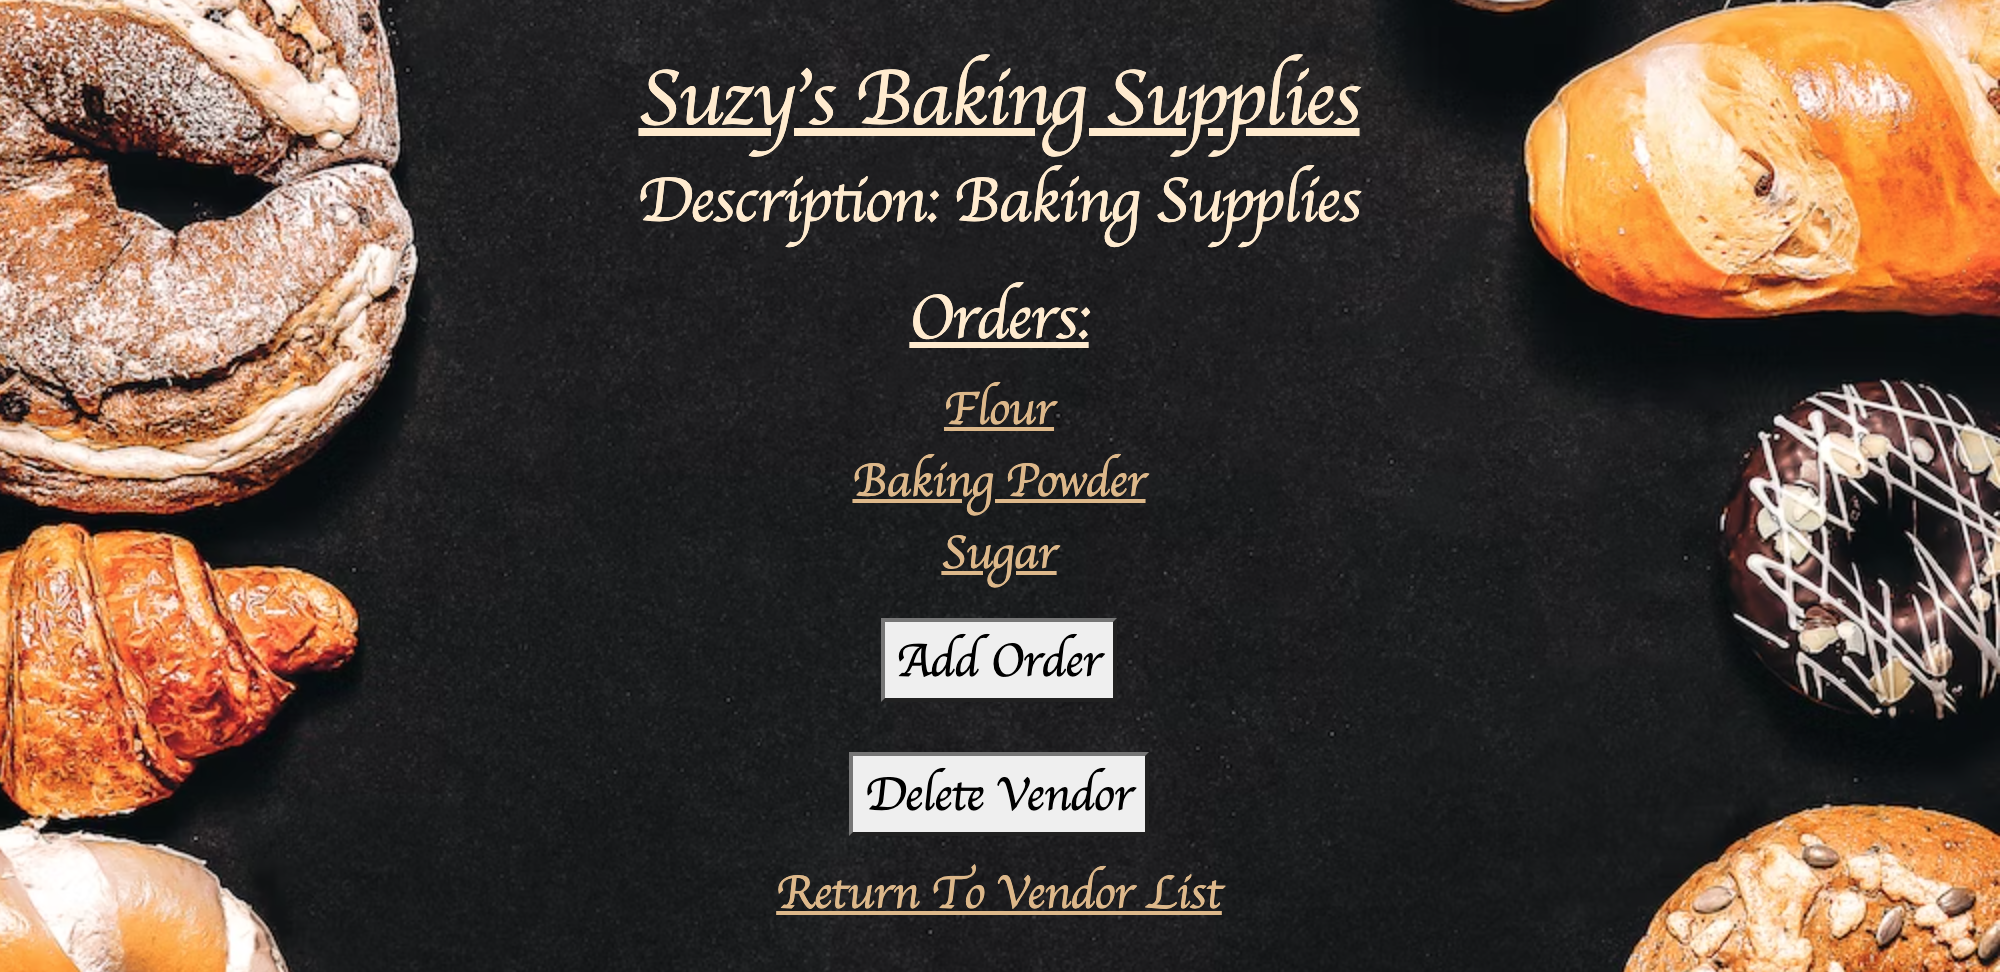 Suzy's Baking Supplies
Description: Baking Supplies
Orders:
Flour
Baking Powder
Sugar
Add Order
Delete Vendor
Return To Vendor List